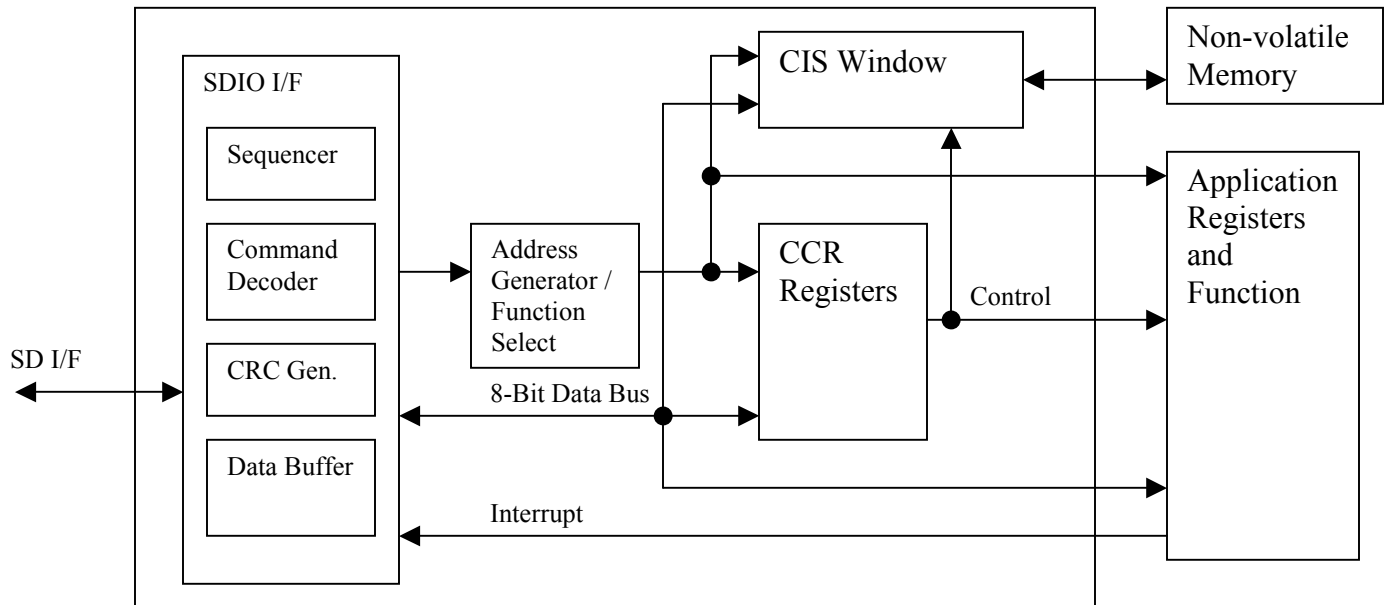 SDIO I/F
Sequencer
Command
Decoder
CRC Gen.
Data Buffer
SD I/F
Address
Generator /
Function
Select
8-Bit Data Bus
Interrupt
CIS Window
CCR
Registers
Control
Non-volatile
Memory
Application
Registers
and
Function